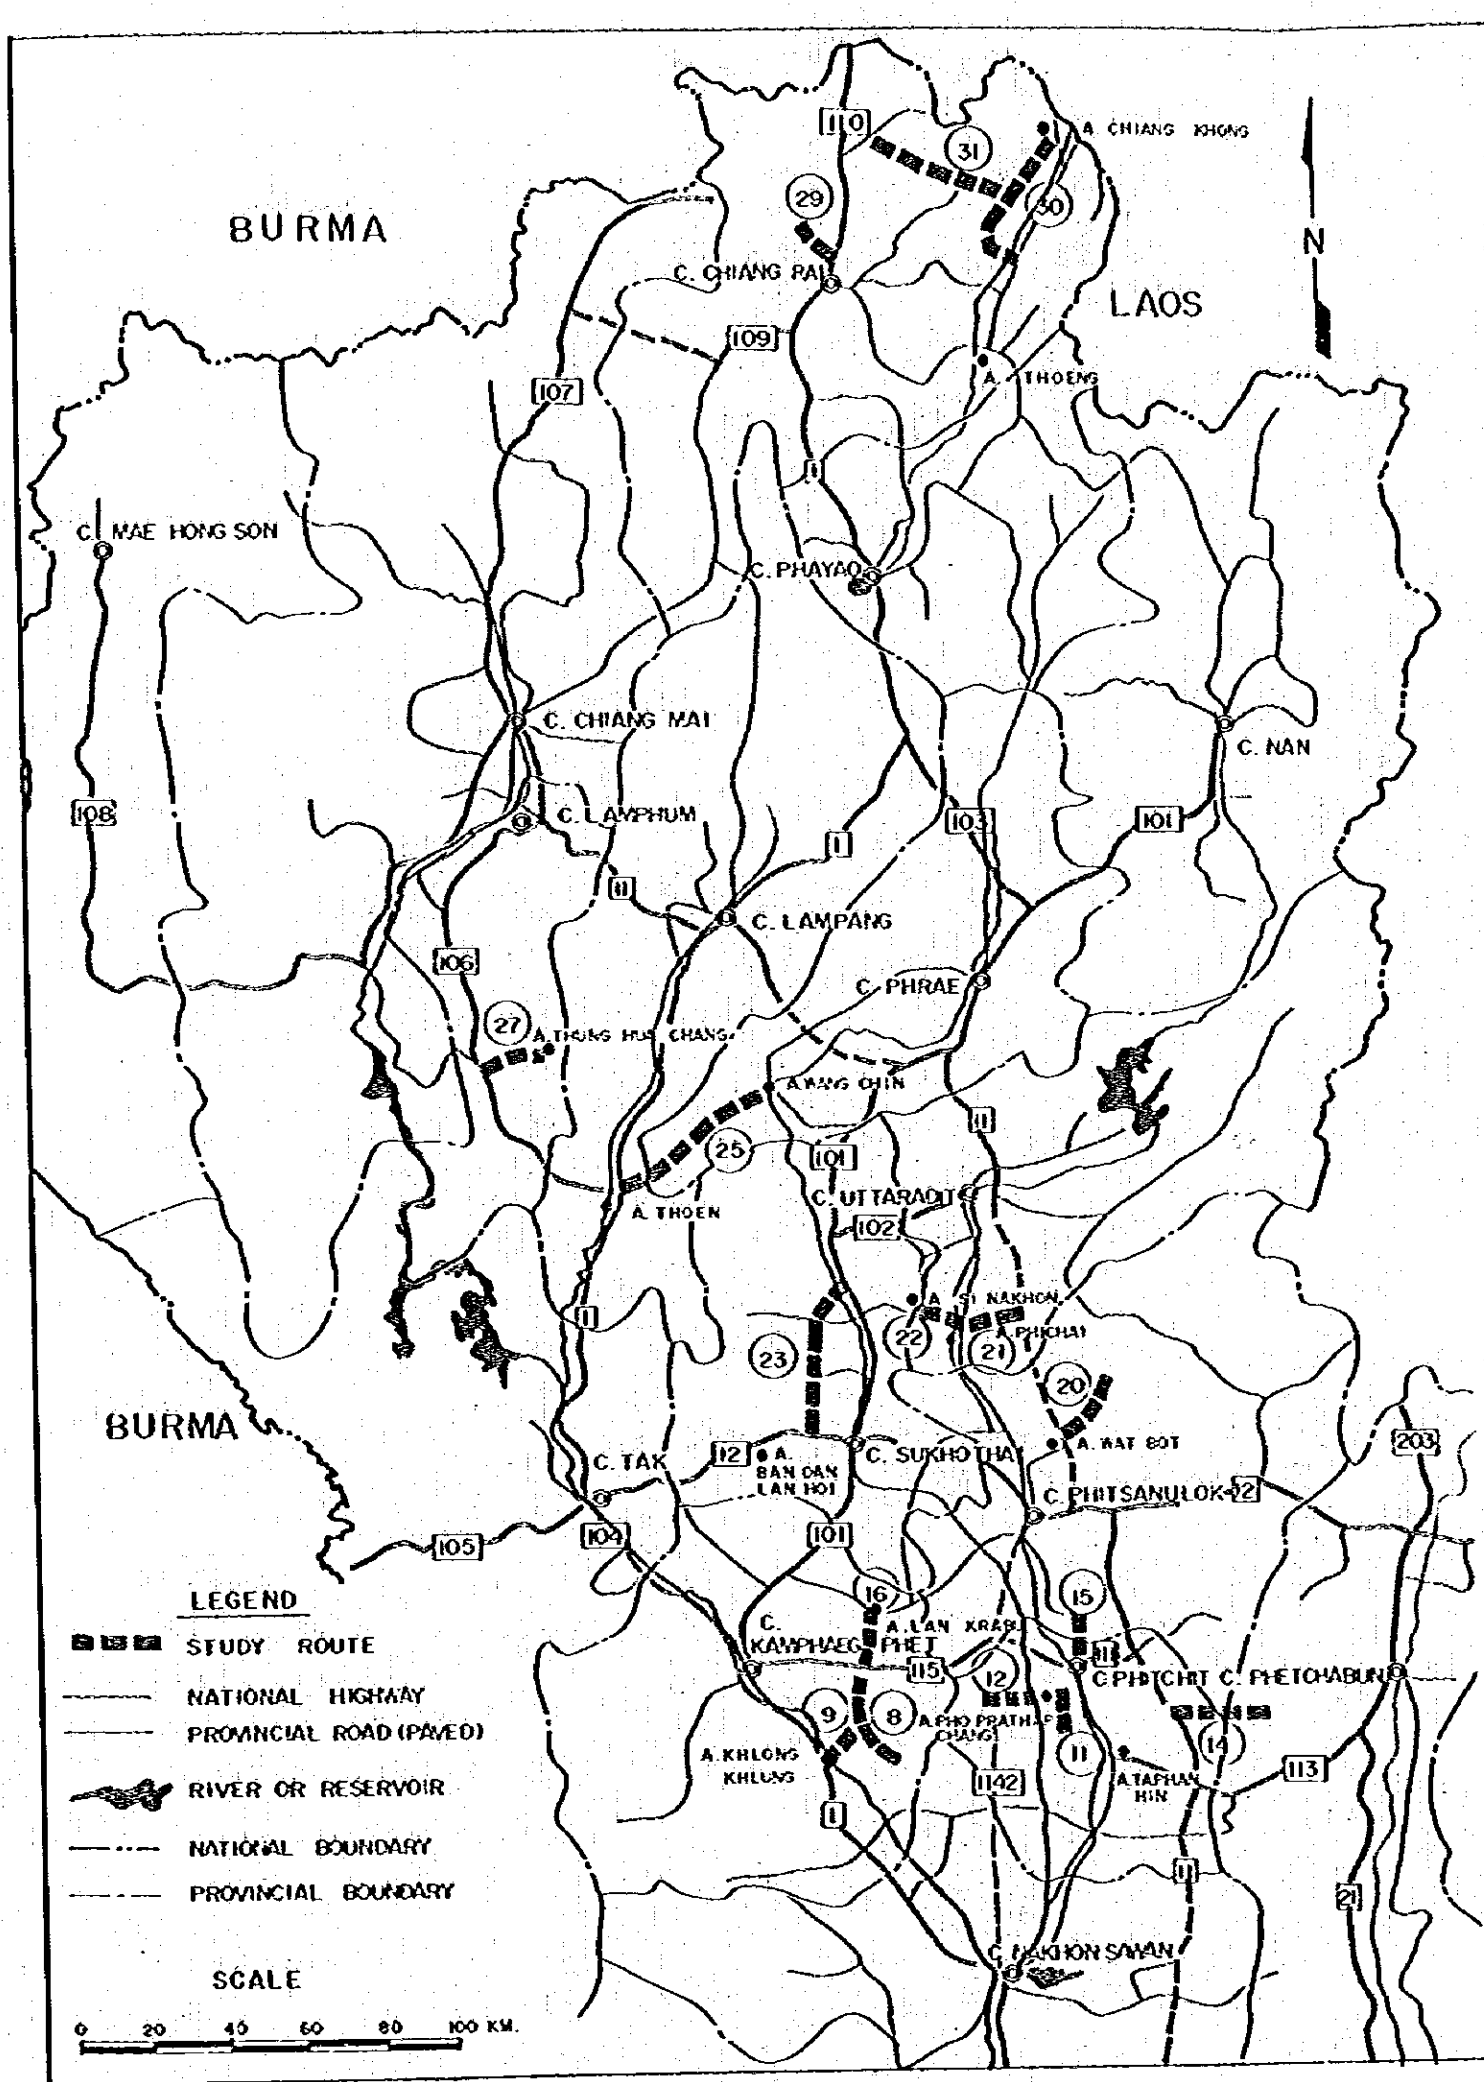 110
A. CHIANG KHONG
31
29
30
BURMA
N
C. CHIANG RAI
LAOS
109
107
A. THOENG
1
C. MAE HONG SON
C. PHAYAO
C. CHIANG MAI
C. NAN
108
C. LAMPHUM
103
101
1
11
C. LAMPANG
106
C. PHRAE
27
A. THUNG HUA CHANG
A. WANG CHIN
11
25
101
C. UTTARADIT
A. THOEN
102
A. SI NAKHON
1
22
A. PHICHAI
21
23
20
BURMA
203
12
A.
BAN DAN
LAN HOI
C. SUKHOTHAI
A. WAT BOT
C. TAK
C. PHITSANULOK
12
104
101
105
16
15
LEGEND
STUDY ROUTE
C.
KAMPHAEG PHET
A. LAN KRABU
115
12
111
C. PHITCHIT
C. PHETCHABUN
NATIONAL HIGHWAY
PROVINCIAL ROAD (PAVED)
9
8
A. PHO PRATHAP
CHANG
11
14
A. KHLONG
KHLUNG
1142
A. TAPHAN
HIN
113
RIVER OR RESERVOIR
1
NATIONAL BOUNDARY
11
PROVINCIAL BOUNDARY
21
C. NAKHON SAWAN
SCALE
0 20 40 60 80 100 KM.